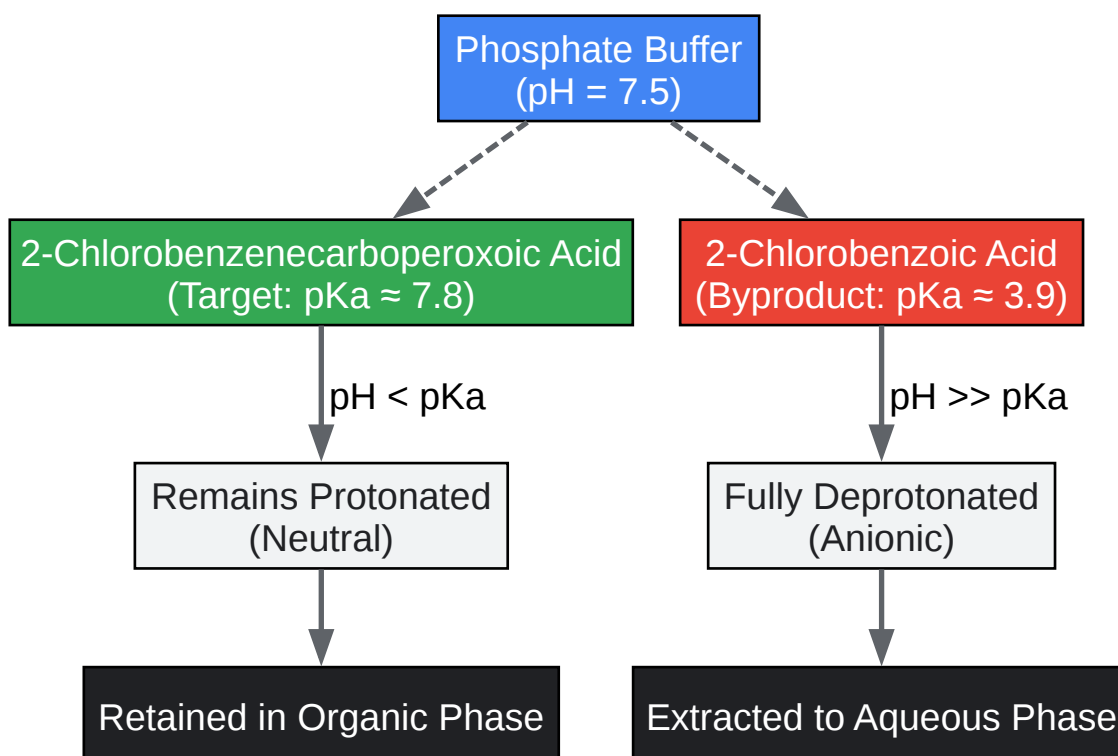 Phosphate Buffer
(pH = 7.5)
2-Chlorobenzenecarboperoxoic Acid
(Target: pKa ≈ 7.8)
2-Chlorobenzoic Acid
(Byproduct: pKa ≈ 3.9)
pH < pKa
pH >> pKa
Remains Protonated
(Neutral)
Fully Deprotonated
(Anionic)
Retained in Organic Phase
Extracted to Aqueous Phase